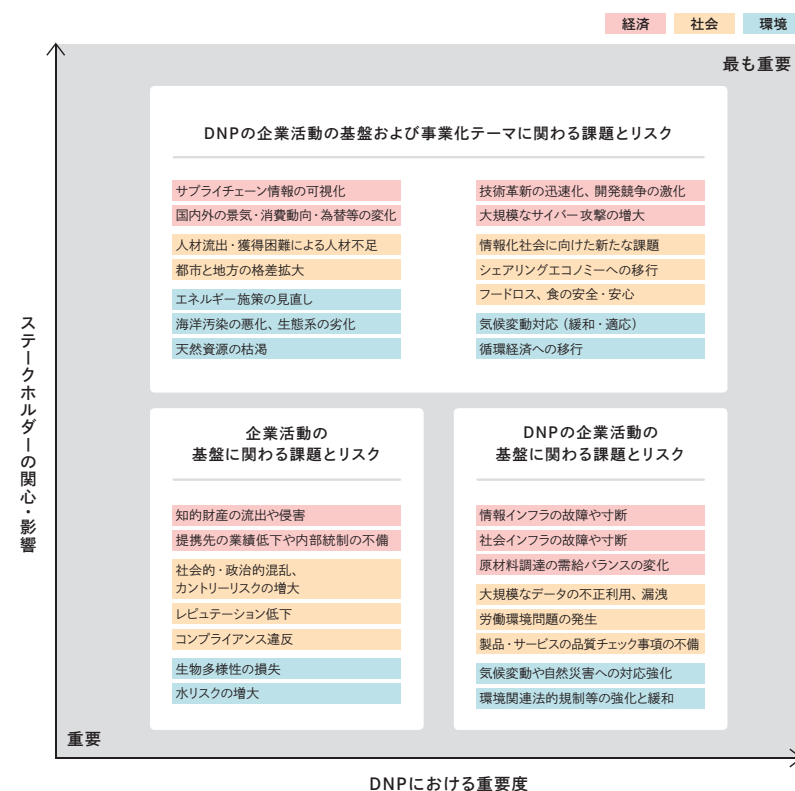 経済
社会
環境
最も重要
DNPの企業活動の基盤および事業化テーマに関わる課題とリスク
サプライチェーン情報の可視化
国内外の景気・消費動向・為替等の変化
人材流出・獲得困難による人材不足
都市と地方の格差拡大
エネルギー施策の見直し
海洋汚染の悪化、生態系の劣化
天然資源の枯渇
技術革新の迅速化、開発競争の激化
大規模なサイバー攻撃の増大
情報化社会に向けた新たな課題
シェアリングエコノミーへの移行
フードロス、食の安全・安心
気候変動対応（緩和・適応）
循環経済への移行
ステークホルダーの関心・影響
企業活動の
基盤に関わる課題とリスク
知的財産の流出や侵害
提携先の業績低下や内部統制の不備
社会的・政治的混乱、
カントリーリスクの増大
レピュテーション低下
コンプライアンス違反
生物多様性の損失
水リスクの増大
DNPの企業活動の
基盤に関わる課題とリスク
情報インフラの故障や寸断
社会インフラの故障や寸断
原材料調達の需給バランスの変化
大規模なデータの不正利用、漏洩
労働環境問題の発生
製品・サービスの品質チェック事項の不備
気候変動や自然災害への対応強化
環境関連法的規制等の強化と緩和
重要
DNPにおける重要度